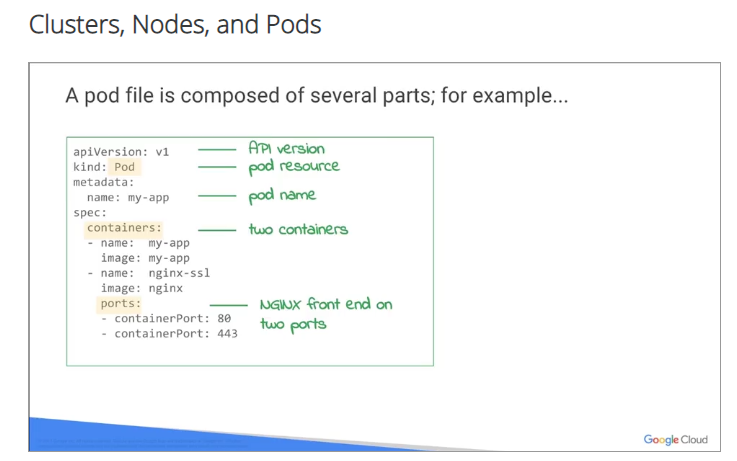 Clusters, Nodes, and Pods
A pod file is composed of several parts; for example...
apiVersion: v1 API version
kind: Pod pod resource
metadata:
name: my-app pod name
spec:
containers: two containers
- name: my-app
image: my-app
- name: nginx-ssl
image: nginx
ports: NGINX front end on
- containerPort: 80 two ports
- containerPort: 443
Google Cloud